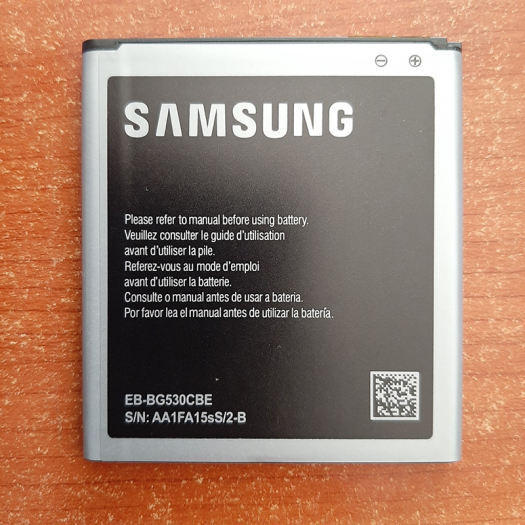 SAMSUNG
Please refer to manual before using battery.
Veuillez consulter le guide d'utilisation
avant d'utiliser la pile.
Referez-vous au mode d'emploi
avant d'utiliser la batterie.
Consulte o manual antes de usar a bateria.
Por favor lea el manual antes de utilizar la batería.
EB-BG530CBE
S/N: AA1FA15sS/2-B